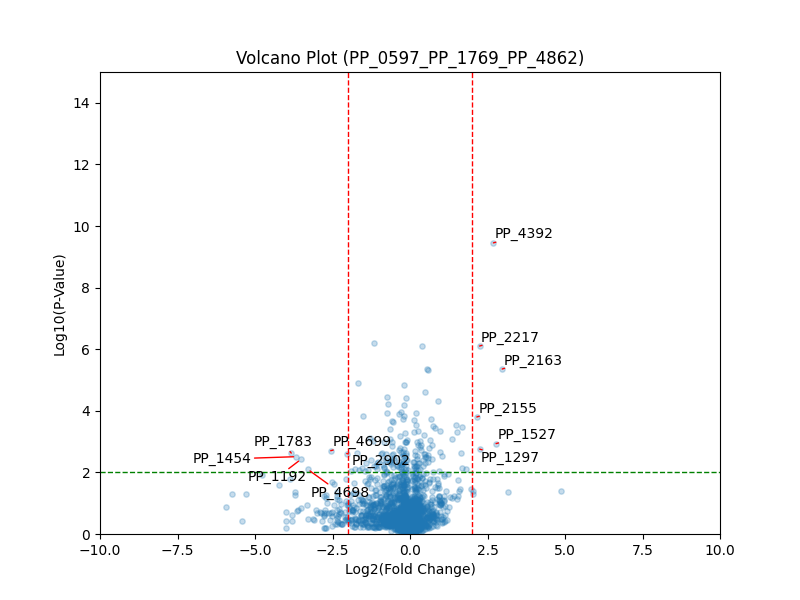 Volcano Plot (PP_0597_PP_1769_PP_4862)
Log10(P-Value)
14
12
10
8
6
4
2
0
PP_4392
PP_2217
PP_2163
PP_2155
PP_1527
PP_1297
PP_1783
PP_4699
PP_1454
PP_2902
PP_1192
PP_4698
−10.0
−7.5
−5.0
−2.5
0.0
2.5
5.0
7.5
10.0
Log2(Fold Change)